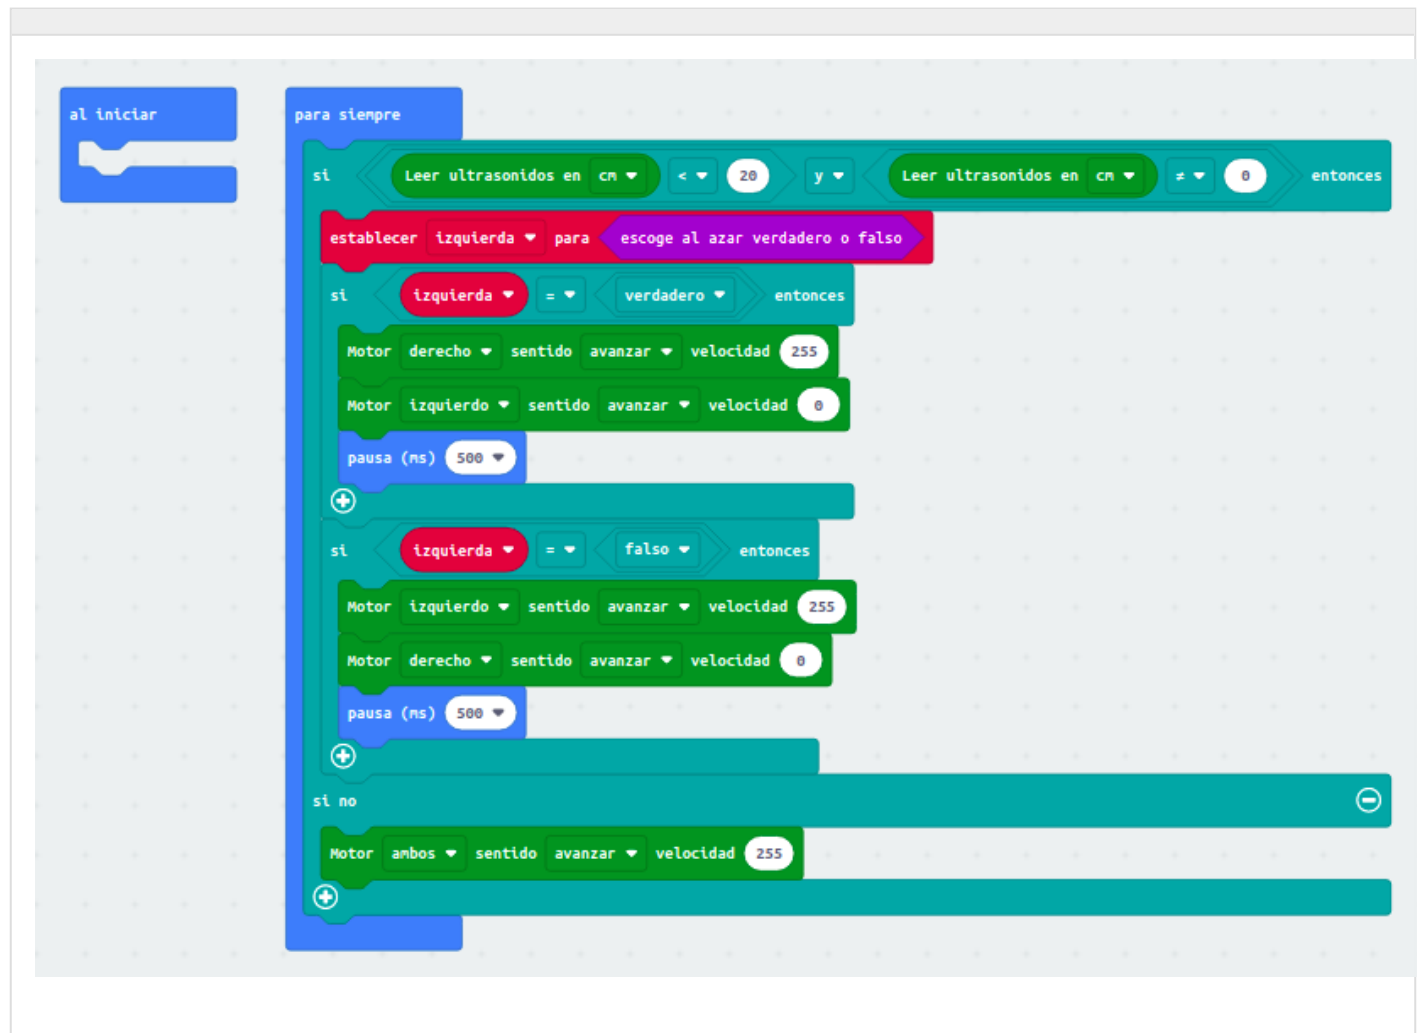 al iniciar
para siempre
si Leer ultrasonidos en cm < 20 y Leer ultrasonidos en cm ≠ 0 entonces
establecer izquierda para escoge al azar verdadero o falso
si izquierda = verdadero entonces
Motor derecho sentido avanzar velocidad 255
Motor izquierdo sentido avanzar velocidad 0
pausa (ms) 500
si izquierda = falso entonces
Motor izquierdo sentido avanzar velocidad 255
Motor derecho sentido avanzar velocidad 0
pausa (ms) 500
si no
Motor ambos sentido avanzar velocidad 255